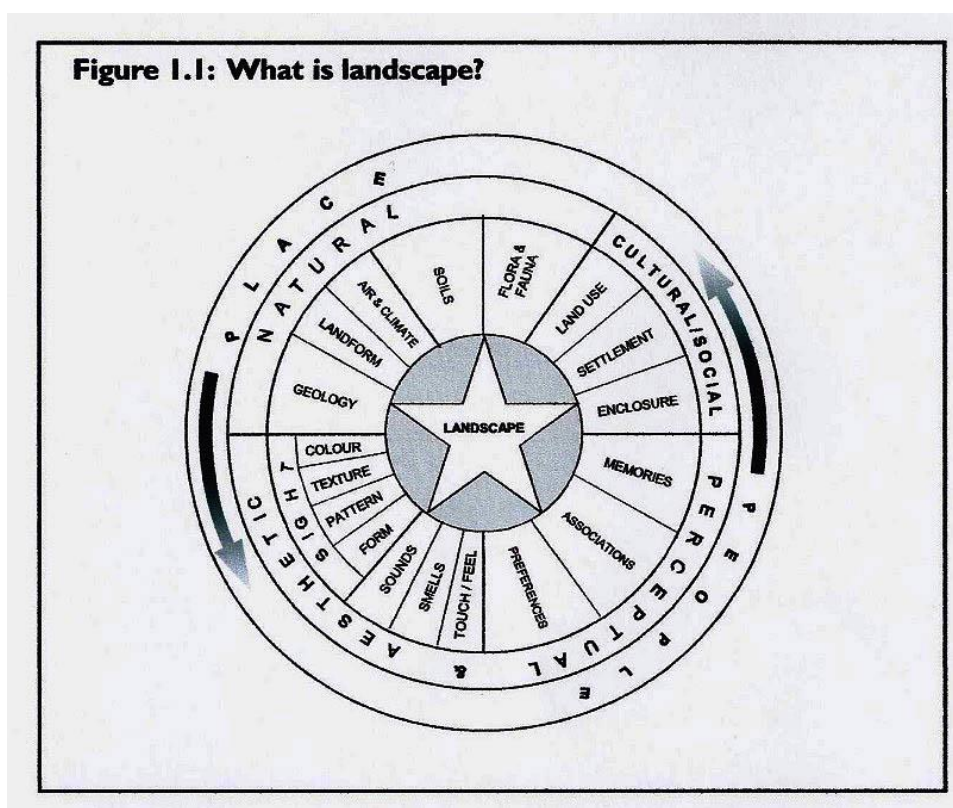 Figure 1.1: What is landscape?
PLACE
NATURAL
CULTURAL/SOCIAL
SOILS
FLORA &
FAUNA
AIR & CLIMATE
LAND USE
LANDFORM
SETTLEMENT
GEOLOGY
ENCLOSURE
LANDSCAPE
COLOUR
MEMORIES
TEXTURE
PATTERN
ASSOCIATIONS
FORM
SIGHT
SOUNDS
SMELLS
TOUCH / FEEL
PREFERENCES
PERCEPTUAL & AESTHETIC
PEOPLE